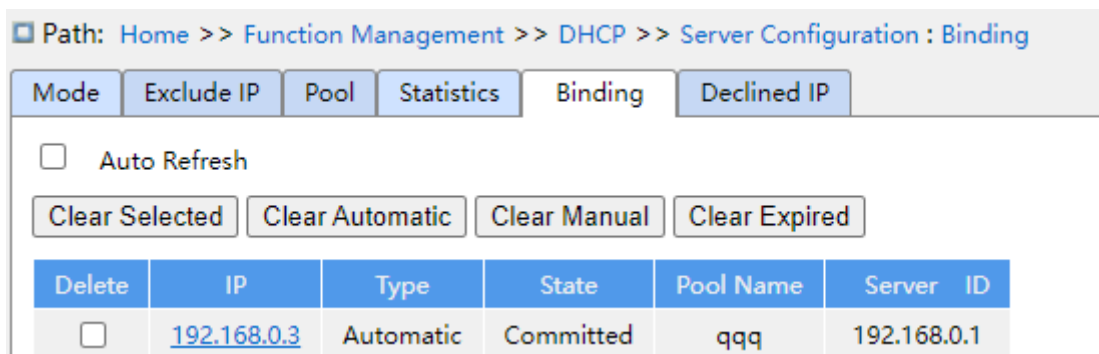 Path: Home >> Function Management >> DHCP >> Server Configuration : Binding
Mode Exclude IP Pool Statistics Binding Declined IP
Auto Refresh
Clear Selected Clear Automatic Clear Manual Clear Expired
Delete IP Type State Pool Name Server ID
192.168.0.3 Automatic Committed qqq 192.168.0.1